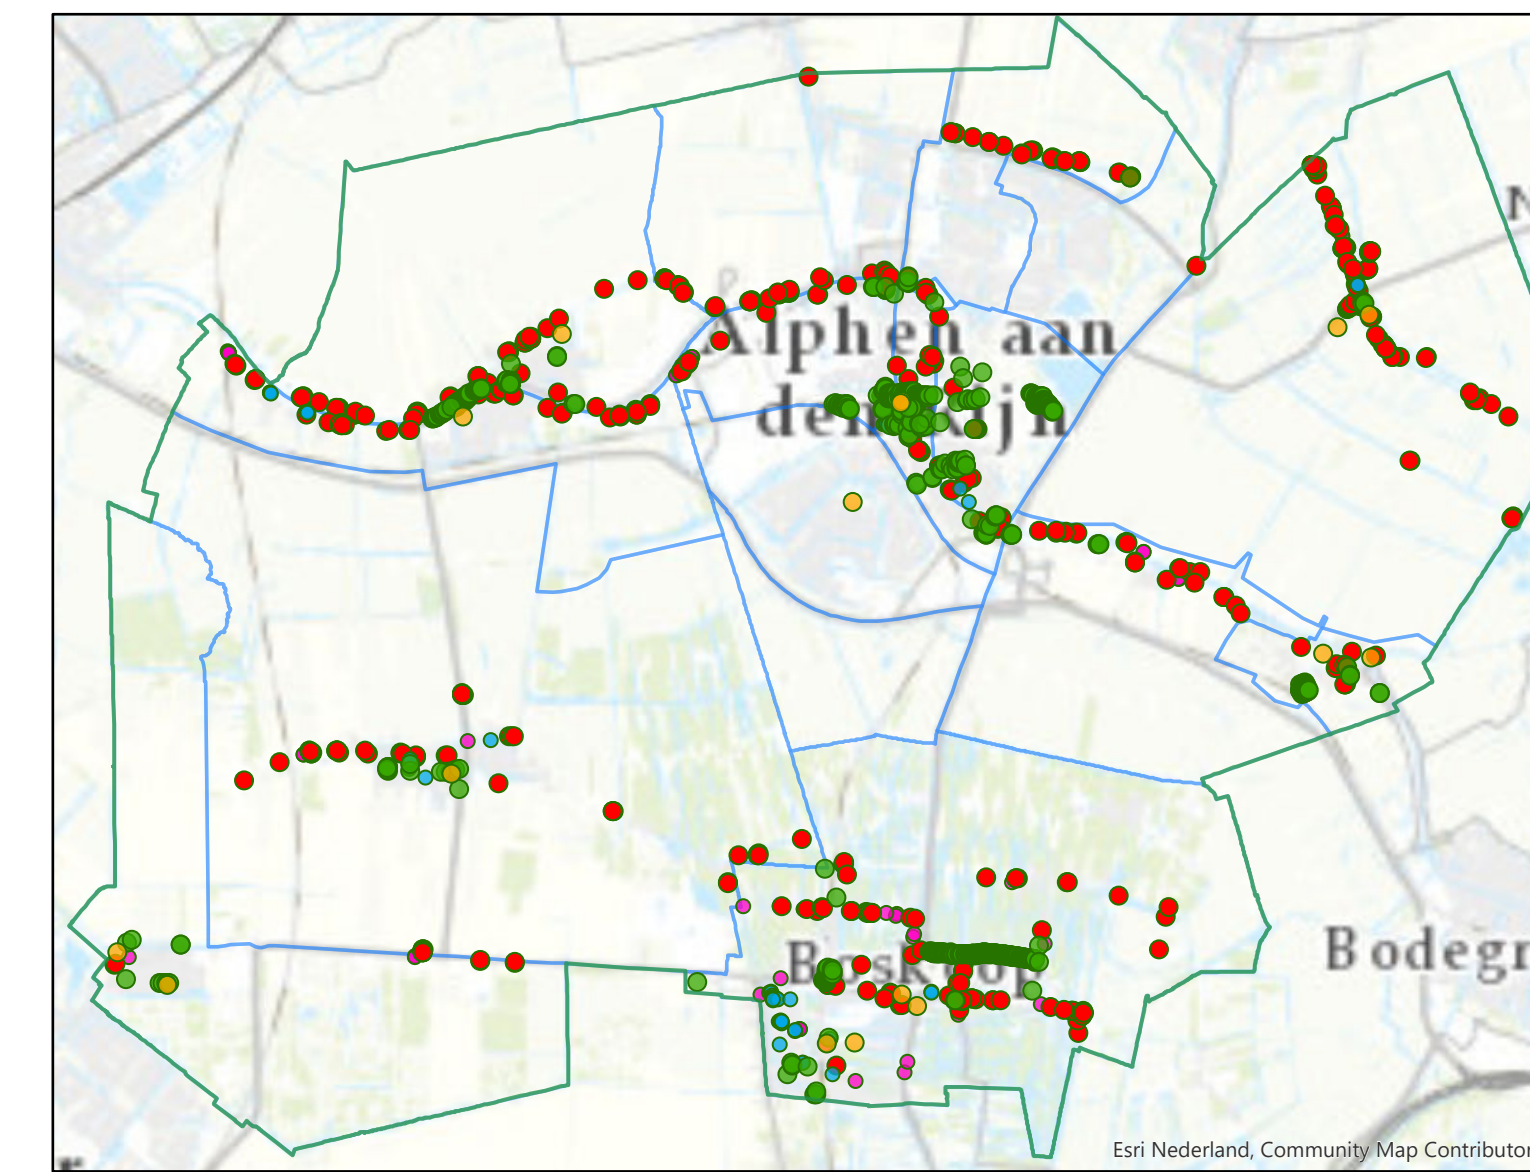 N
Alphen aan
den Rijn
Boskoop
Bodegr
Esri Nederland, Community Map Contributor
r